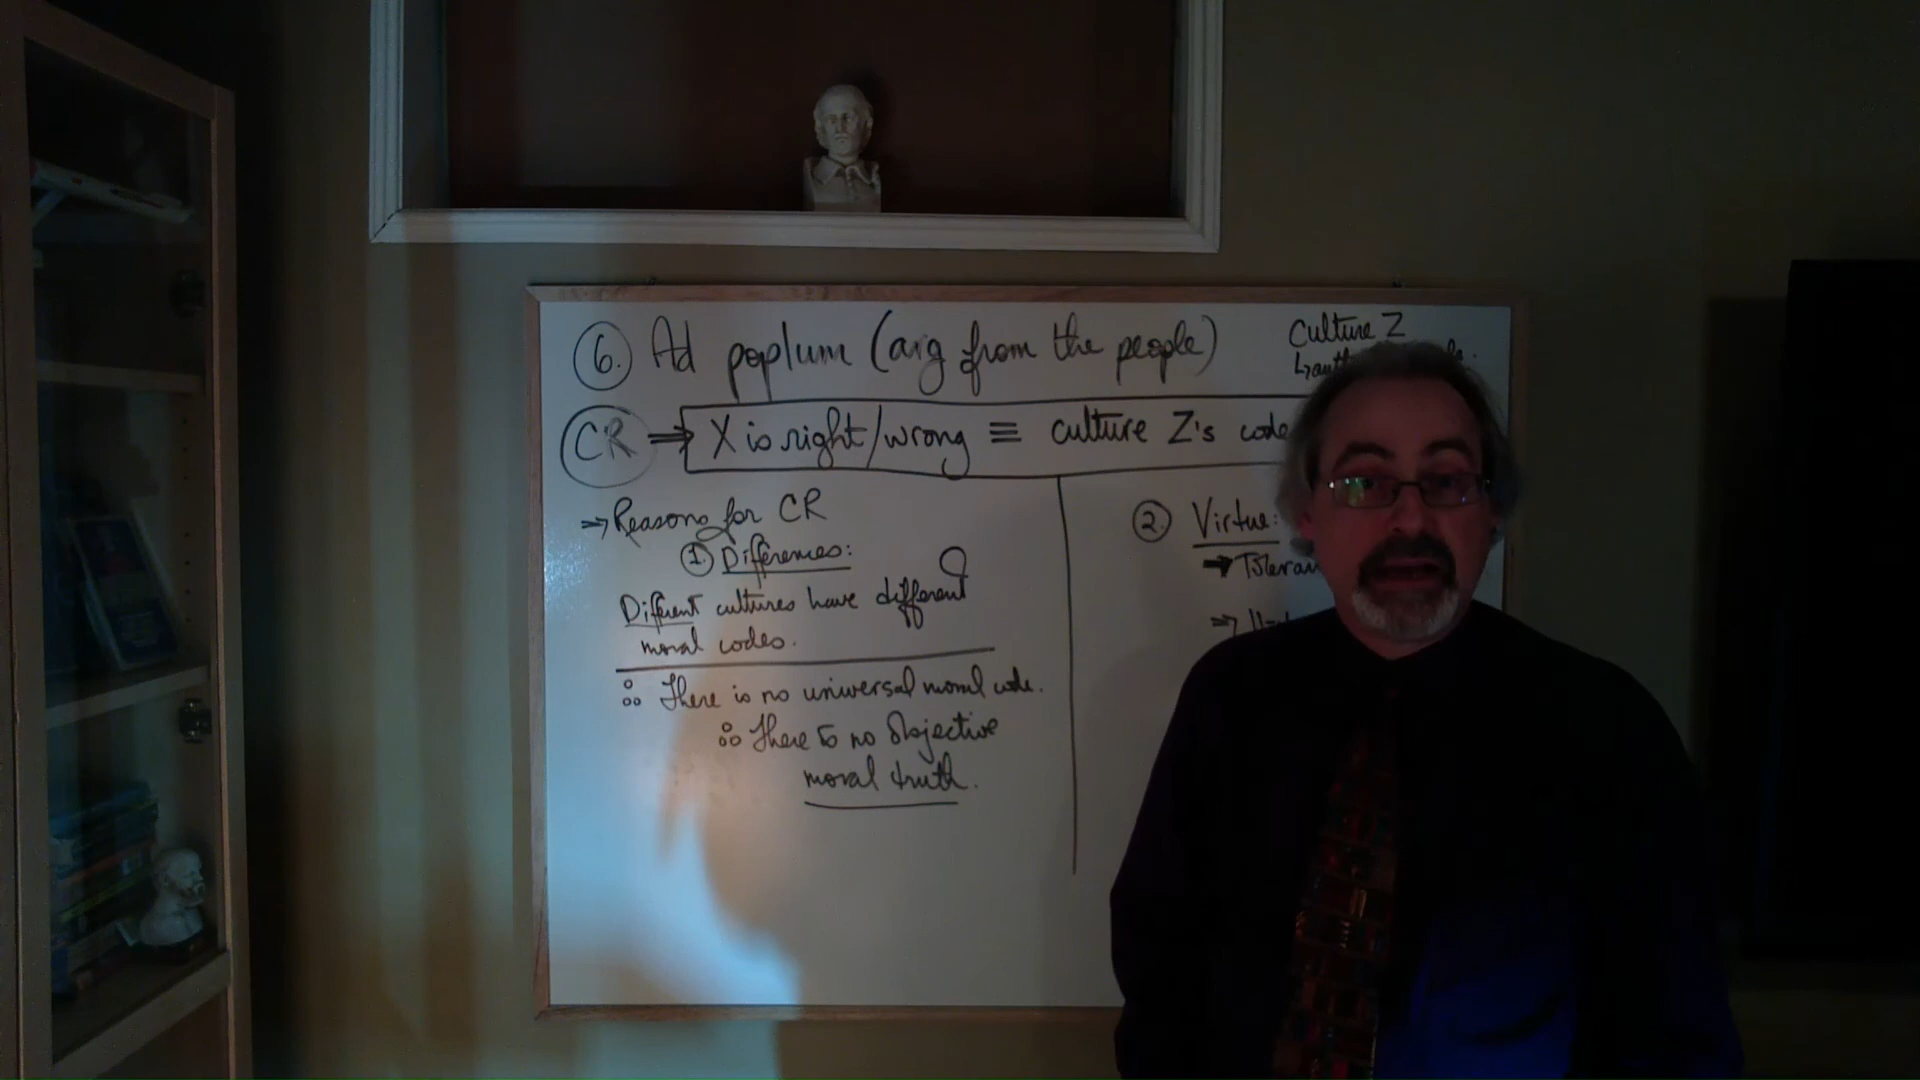 6. Ad poplum (arg from the people)
Culture Z
CR ⇒ X is right/wrong ≡ culture Z's code
⇒ Reasons for CR
1. Differences:
Different cultures have different
moral codes.
∴ There is no universal moral code.
∴ There is no objective
moral truth.
2. Virtue: